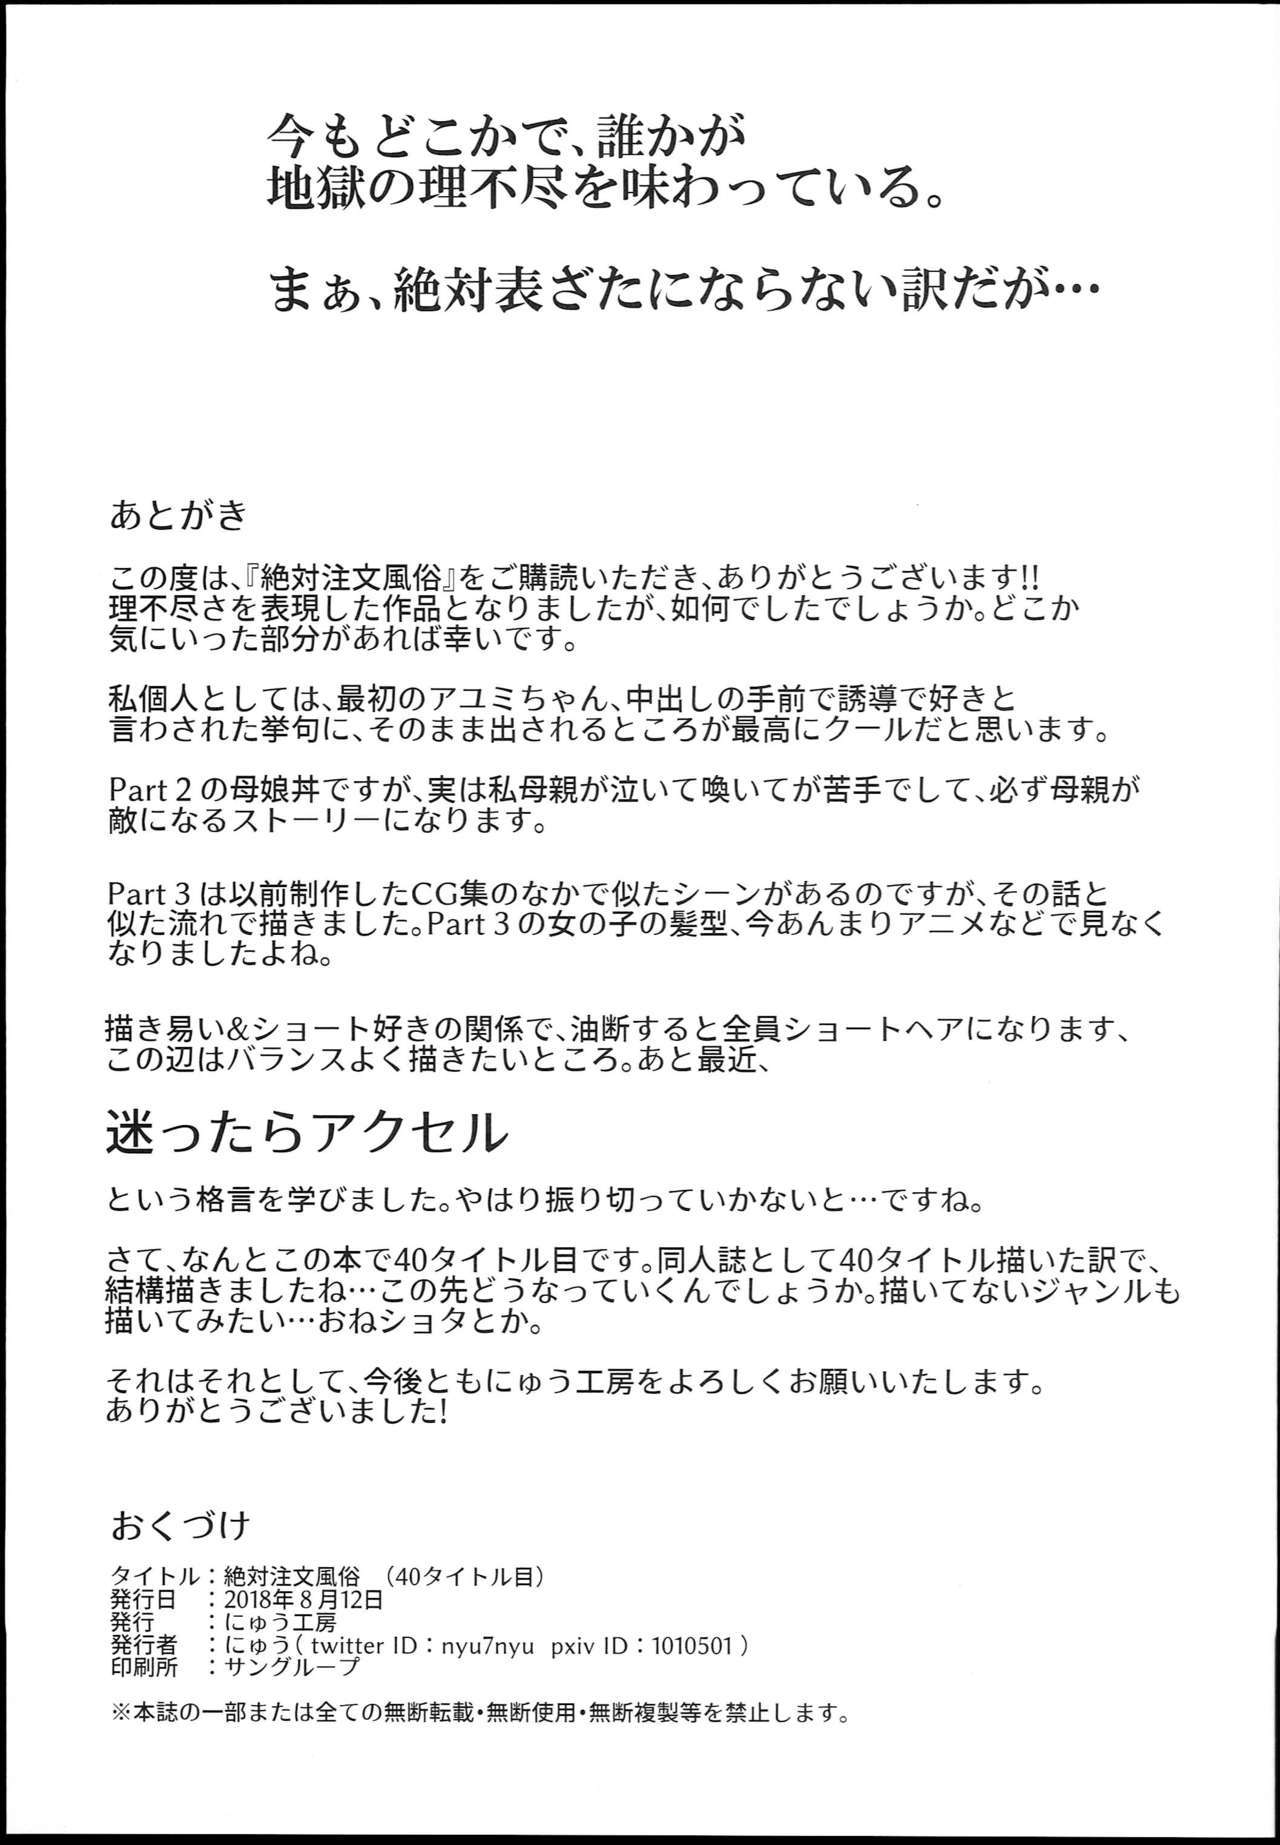 今もどこかで、誰かが
地獄の理不尽を味わっている。
まぁ、絶対表ざたにならない訳だが…
あとがき
この度は、『絶対注文風俗』をご購読いただき、ありがとうございます!!
理不尽さを表現した作品となりましたが、如何でしたでしょうか。どこか
気にいった部分があれば幸いです。
私個人としては、最初のアユミちゃん、中出しの手前で誘導で好きと
言わされた挙句に、そのまま出されるところが最高にクールだと思います。
Part 2 の母娘丼ですが、実は私母親が泣いて喚いてが苦手でして、必ず母親が
敵になるストーリーになります。
Part 3 は以前制作したCG集のなかで似たシーンがあるのですが、その話と
似た流れで描きました。Part 3 の女の子の髪型、今あんまりアニメなどで見なく
なりましたよね。
描き易い&ショート好きの関係で、油断すると全員ショートヘアになります、
この辺はバランスよく描きたいところ。あと最近、
迷ったらアクセル
という格言を学びました。やはり振り切っていかないと…ですね。
さて、なんとこの本で40タイトル目です。同人誌として40タイトル描いた訳で、
結構描きましたね…この先どうなっていくんでしょうか。描いてないジャンルも
描いてみたい…おねショタとか。
それはそれとして、今後ともにゅう工房をよろしくお願いいたします。
ありがとうございました!
おくづけ
タイトル：絶対注文風俗　（40タイトル目）
発行日　：2018年８月12日
発行　　：にゅう工房
発行者　：にゅう( twitter ID：nyu7nyu pxiv ID：1010501 )
印刷所　：サングループ
※本誌の一部または全ての無断転載・無断使用・無断複製等を禁止します。